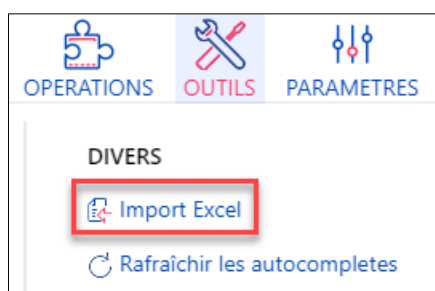 OPERATIONS OUTILS PARAMETRES
DIVERS
Import Excel
Rafraîchir les autocompletes